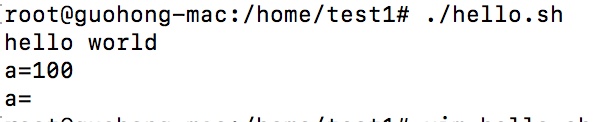 root@guohong-mac:/home/test1# ./hello.sh
hello world
a=100
a=